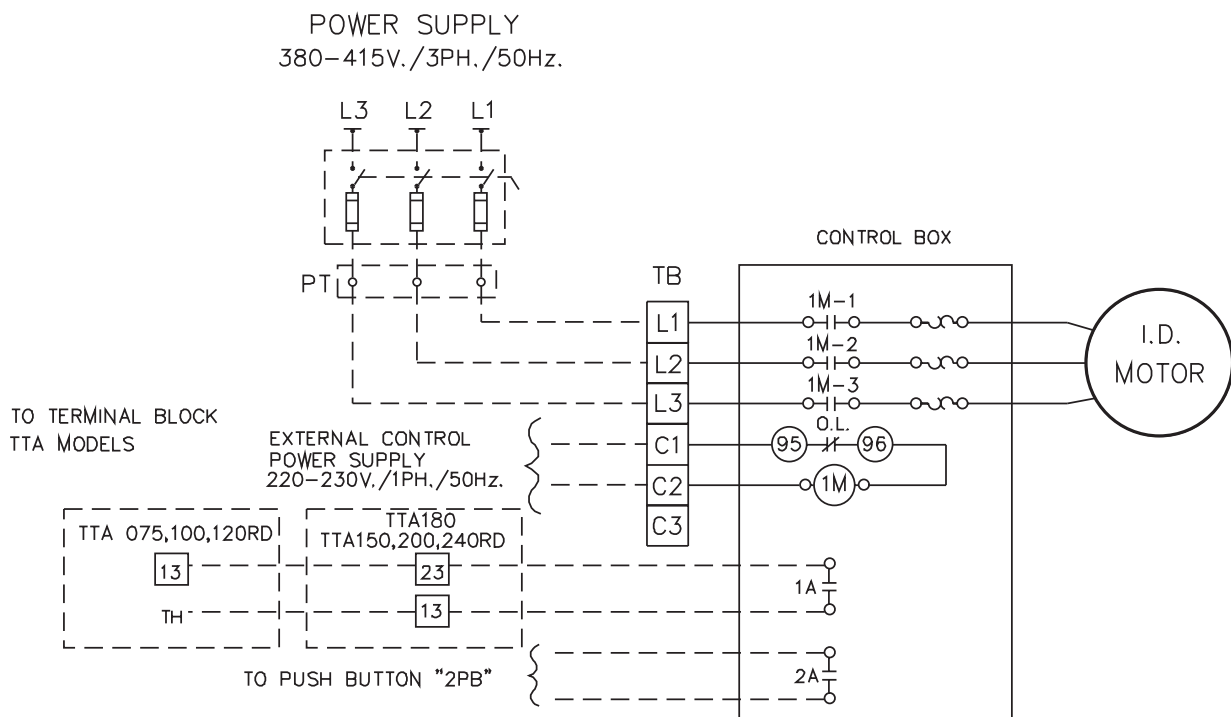 POWER SUPPLY
380-415V./3PH./50Hz.
L3 L2 L1
PT
TB
CONTROL BOX
L1
1M-1
L2
1M-2
L3
1M-3
I.D.
MOTOR
O.L.
C1
95
96
C2
1M
C3
TO TERMINAL BLOCK
TTA MODELS
EXTERNAL CONTROL
POWER SUPPLY
220-230V./1PH./50Hz.
TTA 075,100,120RD
13
TH
TTA180
TTA150,200,240RD
23
13
1A
TO PUSH BUTTON "2PB"
2A